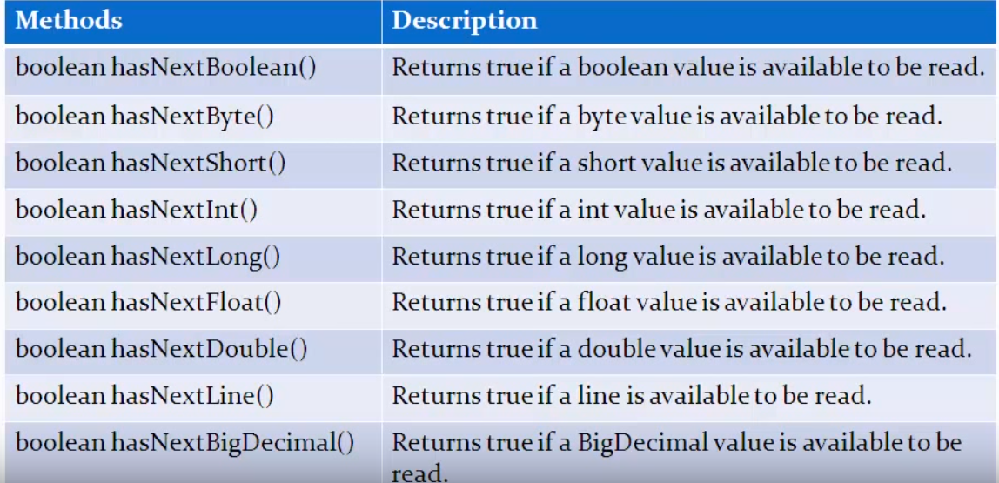 Methods Description
boolean hasNextBoolean() Returns true if a boolean value is available to be read.
boolean hasNextByte() Returns true if a byte value is available to be read.
boolean hasNextShort() Returns true if a short value is available to be read.
boolean hasNextInt() Returns true if a int value is available to be read.
boolean hasNextLong() Returns true if a long value is available to be read.
boolean hasNextFloat() Returns true if a float value is available to be read.
boolean hasNextDouble() Returns true if a double value is available to be read.
boolean hasNextLine() Returns true if a line is available to be read.
boolean hasNextBigDecimal() Returns true if a BigDecimal value is available to be
read.